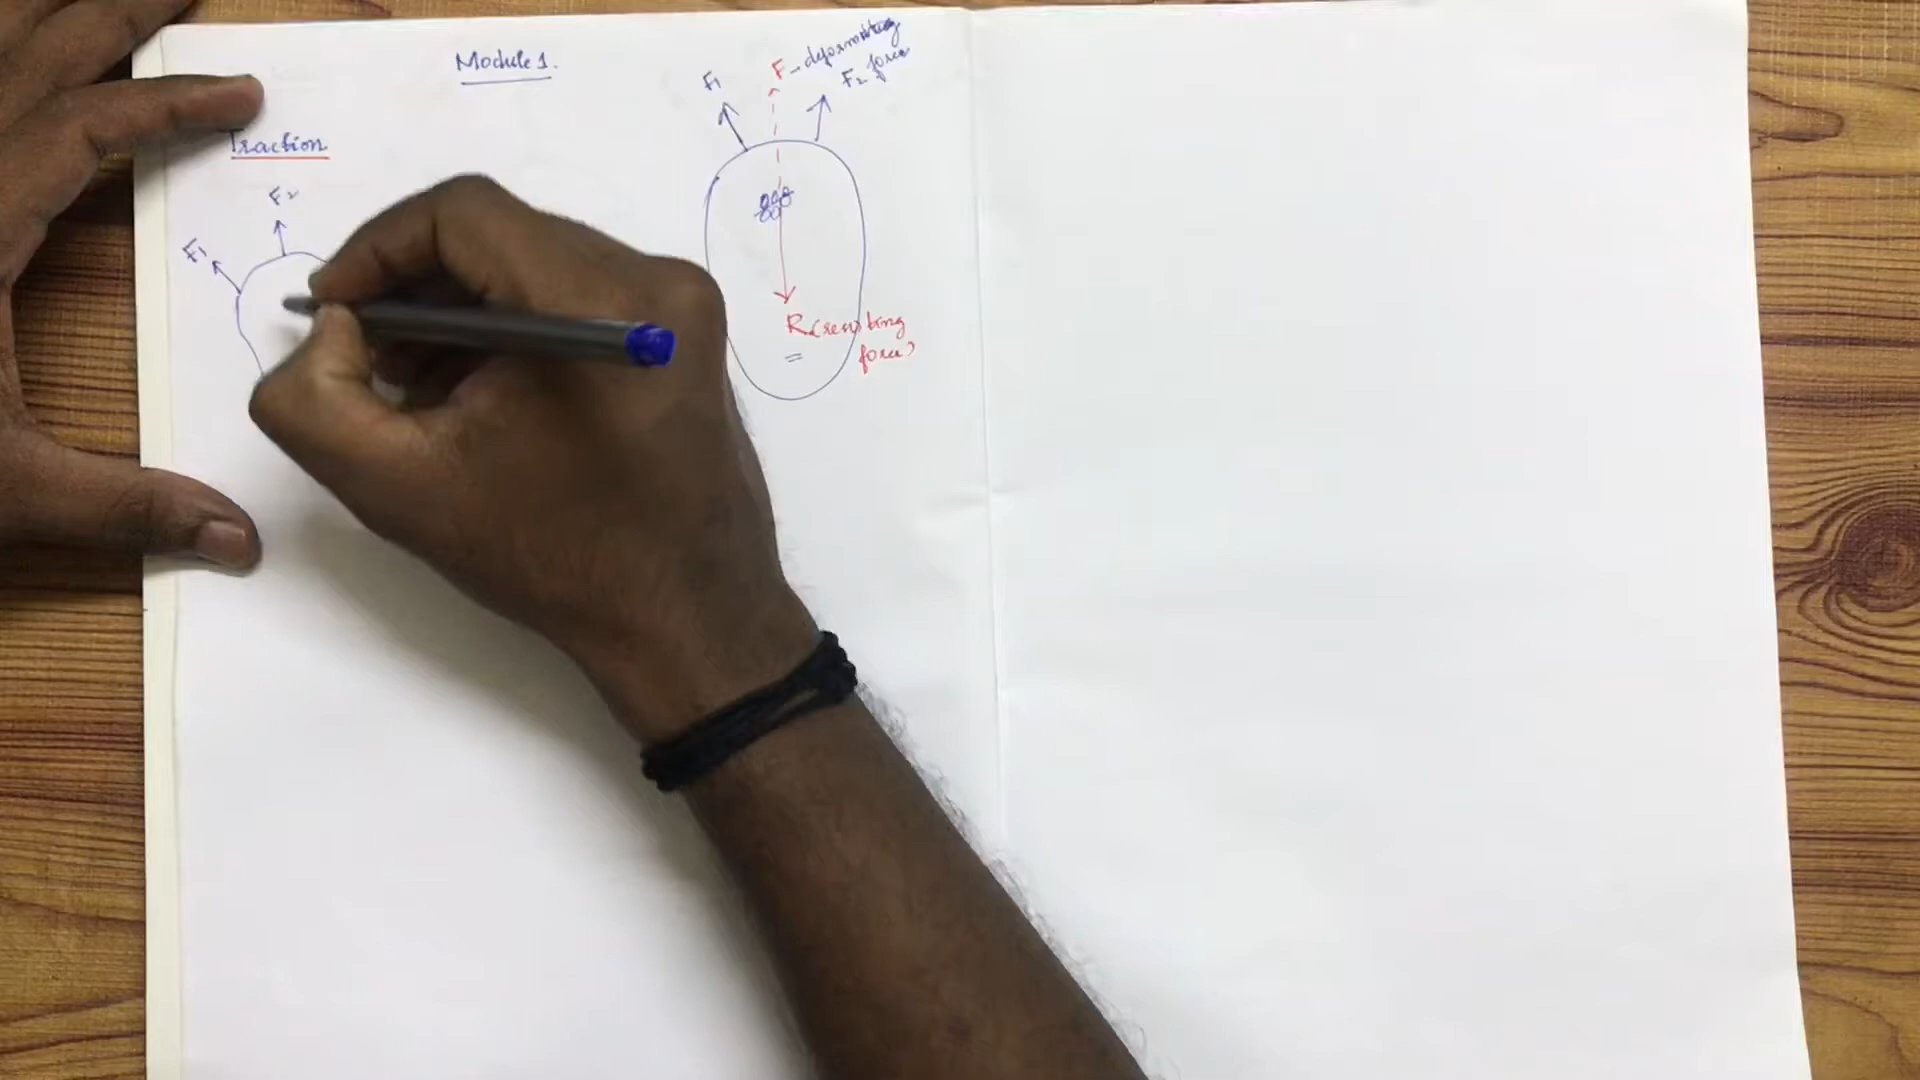 Module 1.
Traction
F₂
F₁
F₁
F - deforming
F₂ force
R (resisting
force)
=